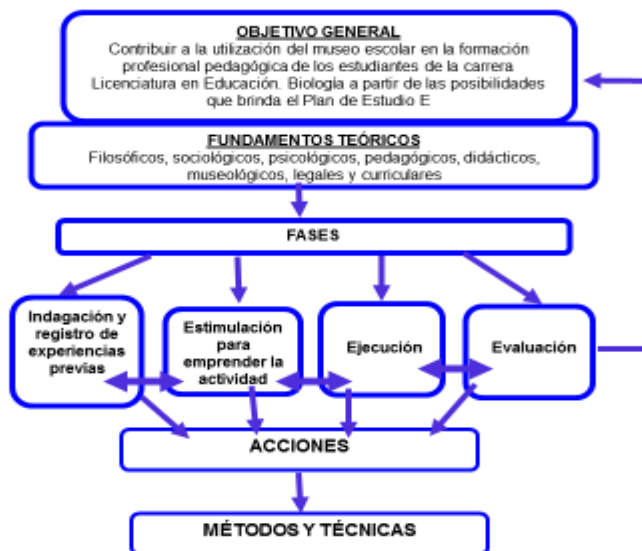 OBJETIVO GENERAL
Contribuir a la utilización del museo escolar en la formación
profesional pedagógica de los estudiantes de la carrera
Licenciatura en Educación. Biología a partir de las posibilidades
que brinda el Plan de Estudio E
FUNDAMENTOS TEÓRICOS
Filosóficos, sociológicos, psicológicos, pedagógicos, didácticos,
museológicos, legales y curriculares
FASES
Indagación y
registro de
experiencias
previas
Estimulación
para
emprender la
actividad
Ejecución
Evaluación
ACCIONES
MÉTODOS Y TÉCNICAS